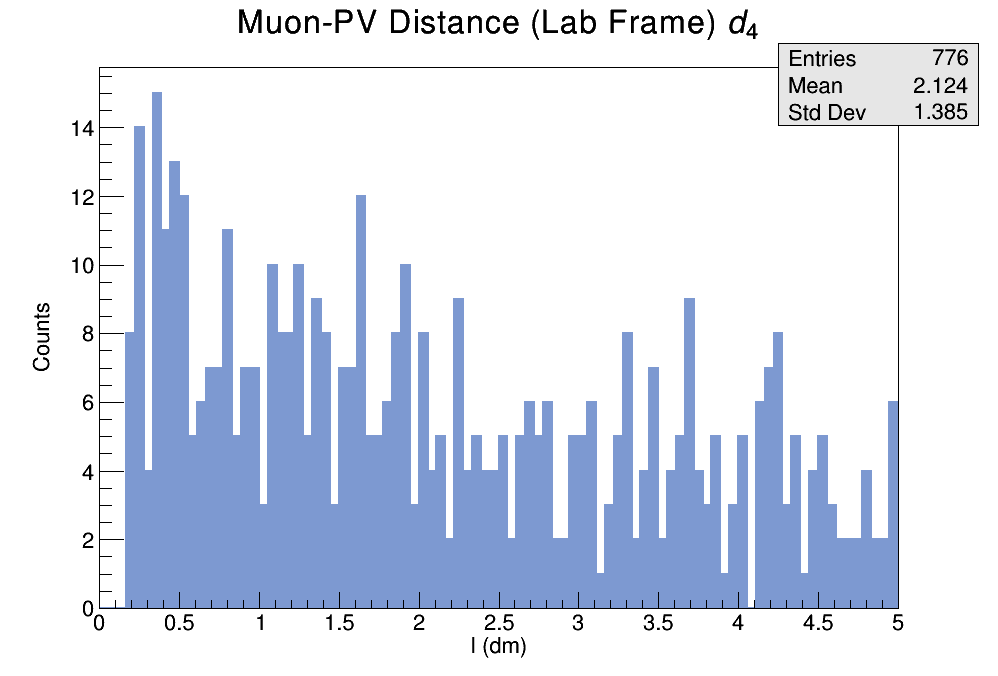 Muon-PV Distance (Lab Frame) d4
Entries 776
Mean 2.124
Std Dev 1.385
Counts
14
12
10
8
6
4
2
0
0 0.5 1 1.5 2 2.5 3 3.5 4 4.5 5
l (dm)